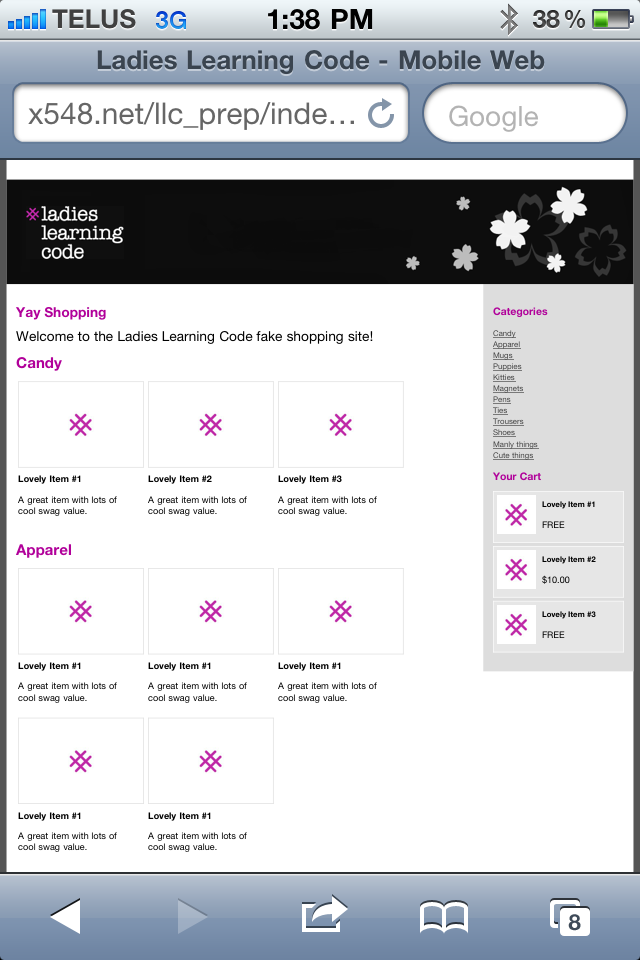 TELUS 3G 1:38 PM 38 %
Ladies Learning Code - Mobile Web
x548.net/llc_prep/inde... Google
ladies
learning
code
Yay Shopping
Welcome to the Ladies Learning Code fake shopping site!
Candy
Lovely Item #1 Lovely Item #2 Lovely Item #3
A great item with lots of A great item with lots of A great item with lots of
cool swag value. cool swag value. cool swag value.
Apparel
Lovely Item #1 Lovely Item #1 Lovely Item #1
A great item with lots of A great item with lots of A great item with lots of
cool swag value. cool swag value. cool swag value.
Lovely Item #1 Lovely Item #1
A great item with lots of A great item with lots of
cool swag value. cool swag value.
Categories
Candy
Apparel
Mugs
Puppies
Kitties
Magnets
Pens
Ties
Trousers
Shoes
Manly things
Cute things
Your Cart
Lovely Item #1
FREE
Lovely Item #2
$10.00
Lovely Item #3
FREE
8